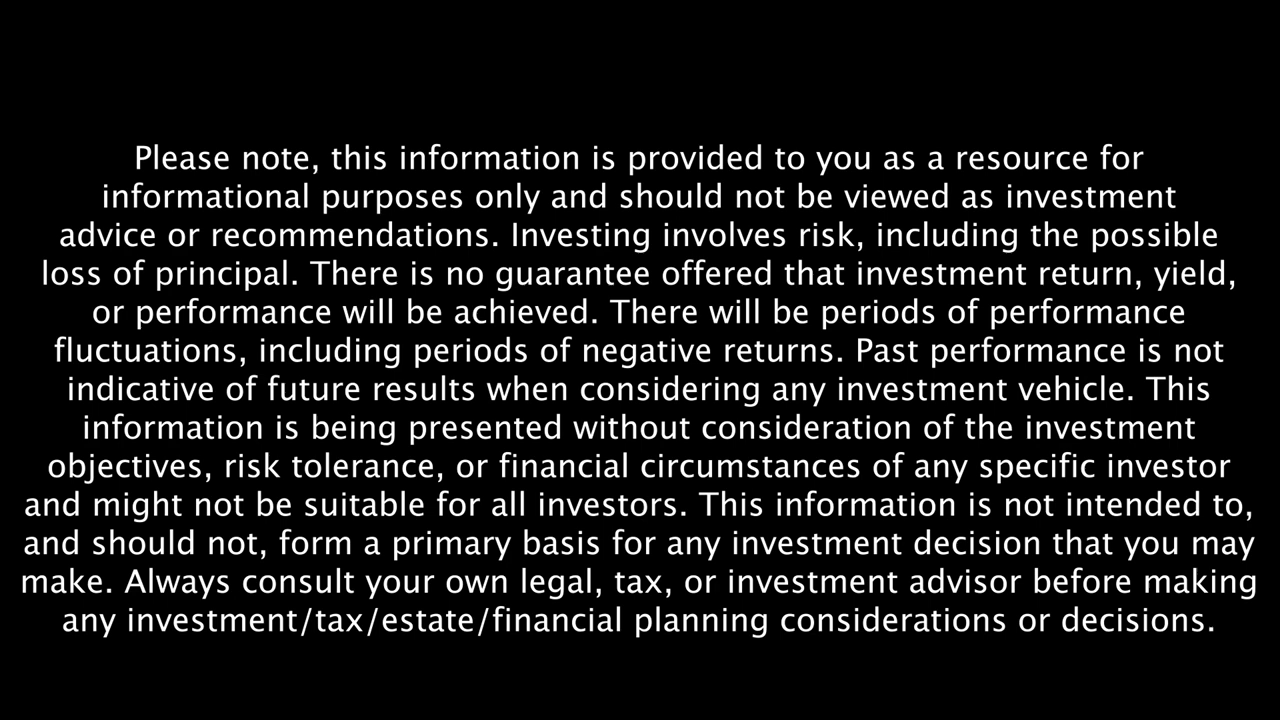 Please note, this information is provided to you as a resource for
informational purposes only and should not be viewed as investment
advice or recommendations. Investing involves risk, including the possible
loss of principal. There is no guarantee offered that investment return, yield,
or performance will be achieved. There will be periods of performance
fluctuations, including periods of negative returns. Past performance is not
indicative of future results when considering any investment vehicle. This
information is being presented without consideration of the investment
objectives, risk tolerance, or financial circumstances of any specific investor
and might not be suitable for all investors. This information is not intended to,
and should not, form a primary basis for any investment decision that you may
make. Always consult your own legal, tax, or investment advisor before making
any investment/tax/estate/financial planning considerations or decisions.